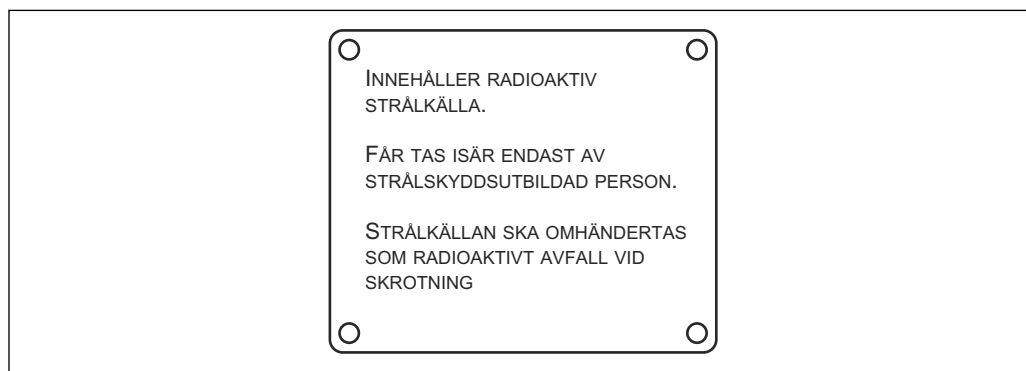 INNEHÅLLER RADIOAKTIV
STRÅLKÄLLA.
FÅR TAS ISÄR ENDAST AV
STRÅLSKYDDSUTBILDAD PERSON.
STRÅLKÄLLAN SKA OMHÄNDERTAS
SOM RADIOAKTIVT AVFALL VID
SKROTNING